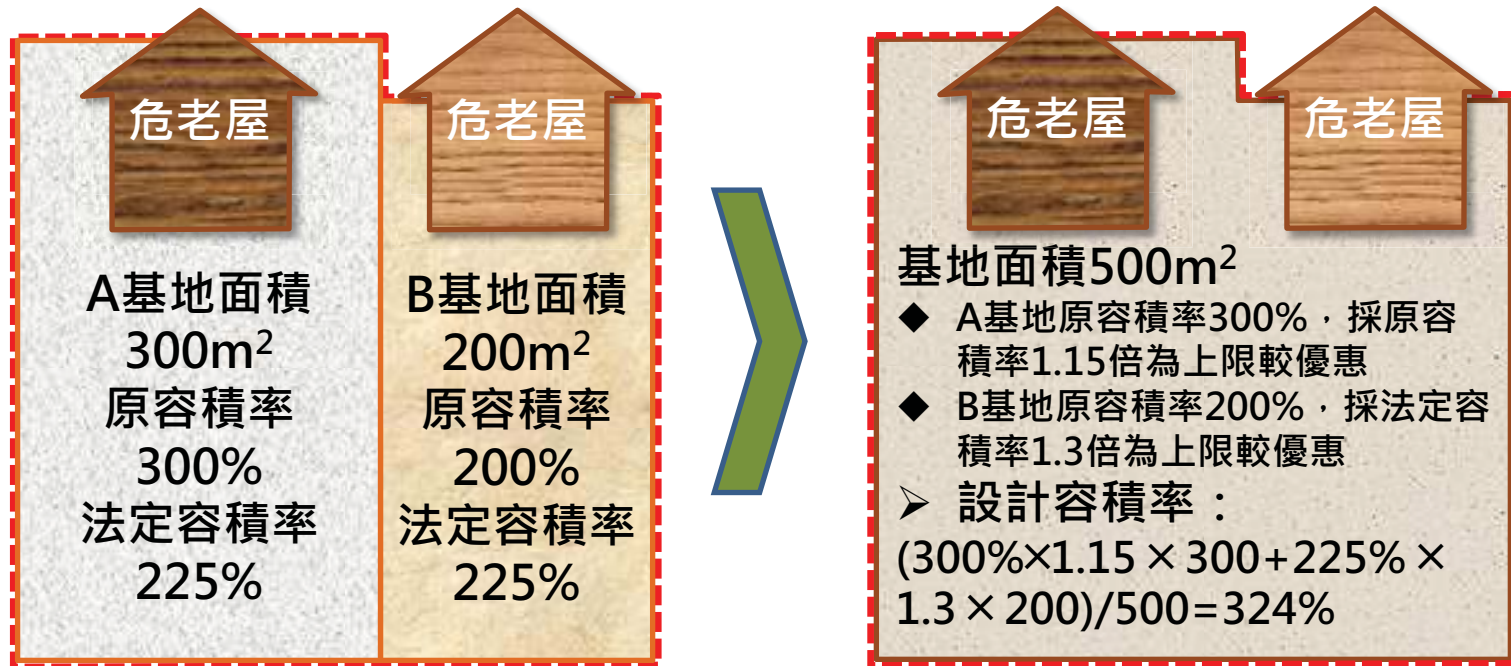 危老屋
A基地面積
300m²
原容積率
300%
法定容積率
225%
危老屋
B基地面積
200m²
原容積率
200%
法定容積率
225%
危老屋
危老屋
基地面積500m²
◆ A基地原容積率300%，採原容
積率1.15倍為上限較優惠
◆ B基地原容積率200%，採法定容
積率1.3倍為上限較優惠
➢ 設計容積率：
(300%×1.15×300+225%×
1.3×200)/500=324%